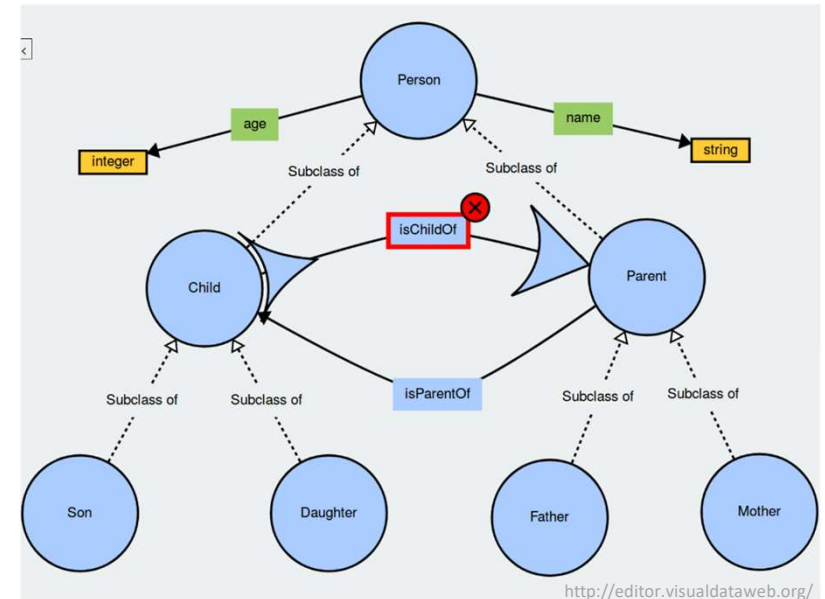 <
Person
age
name
integer
string
Subclass of
Subclass of
isChildOf
Child
Parent
isParentOf
Subclass of
Subclass of
Subclass of
Subclass of
Son
Daughter
Father
Mother
http://editor.visualdataweb.org/